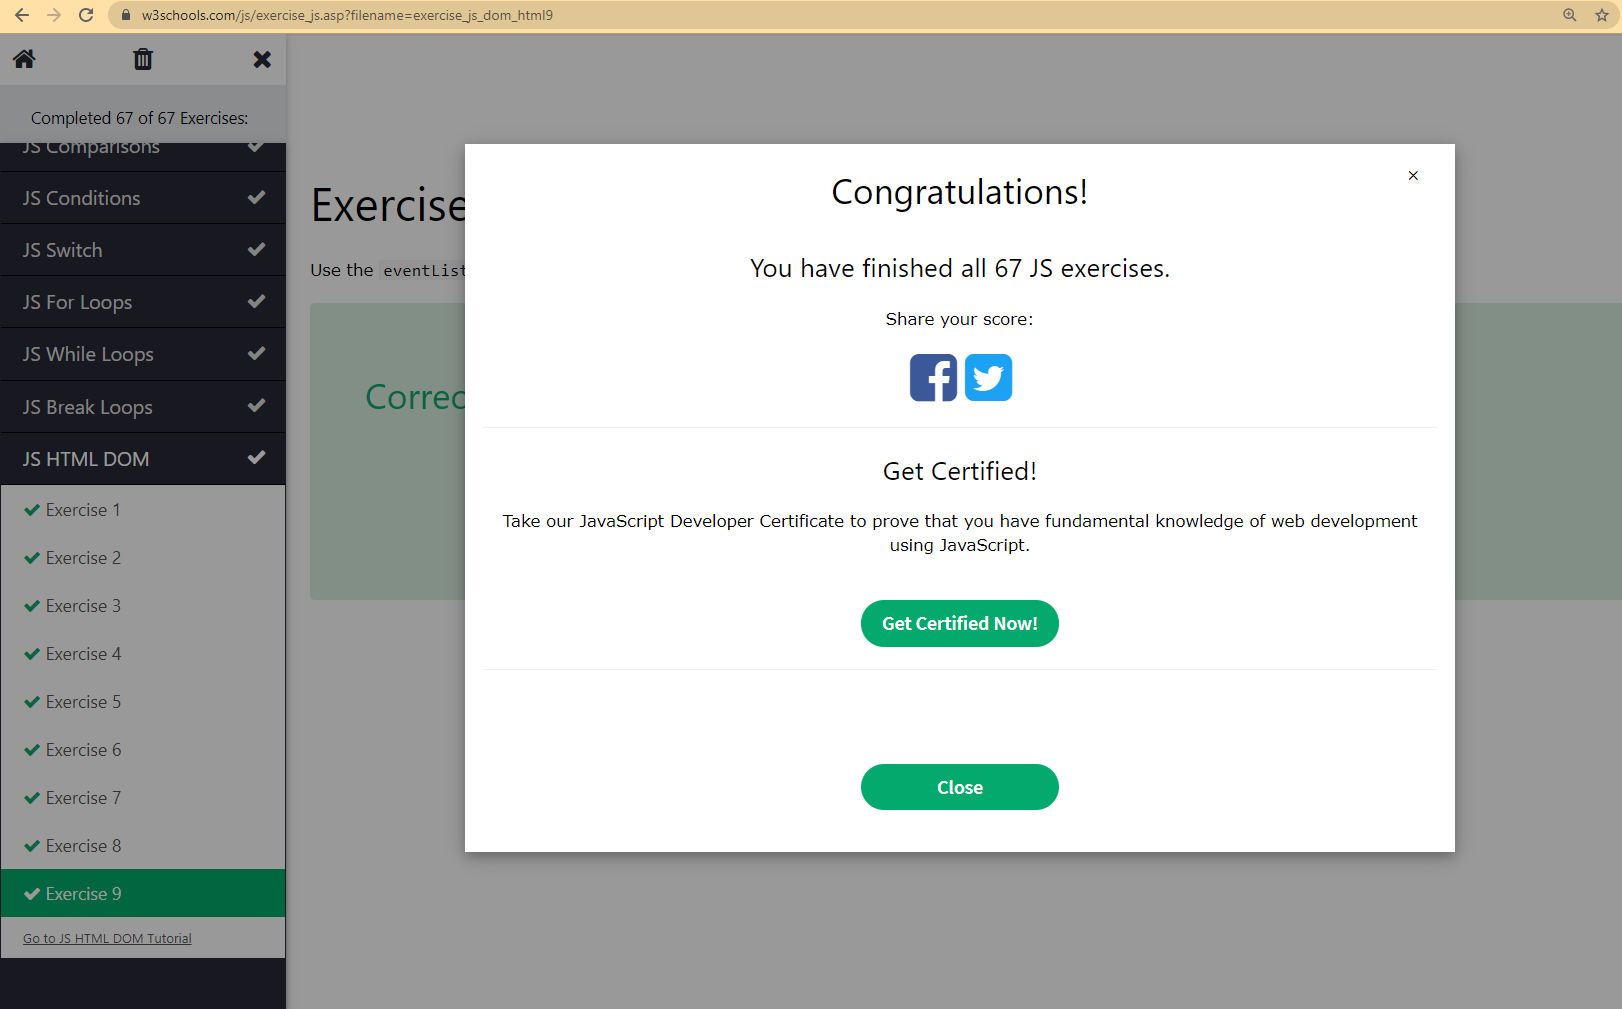 w3schools.com/js/exercise_js.asp?filename=exercise_js_dom_html9
Completed 67 of 67 Exercises:
JS Comparisons
JS Conditions
JS Switch
JS For Loops
JS While Loops
JS Break Loops
JS HTML DOM
Exercise 1
Exercise 2
Exercise 3
Exercise 4
Exercise 5
Exercise 6
Exercise 7
Exercise 8
Exercise 9
Go to JS HTML DOM Tutorial
Exercise
Use the eventList
Correc
Congratulations!
×
You have finished all 67 JS exercises.
Share your score:
Get Certified!
Take our JavaScript Developer Certificate to prove that you have fundamental knowledge of web development
using JavaScript.
Get Certified Now!
Close